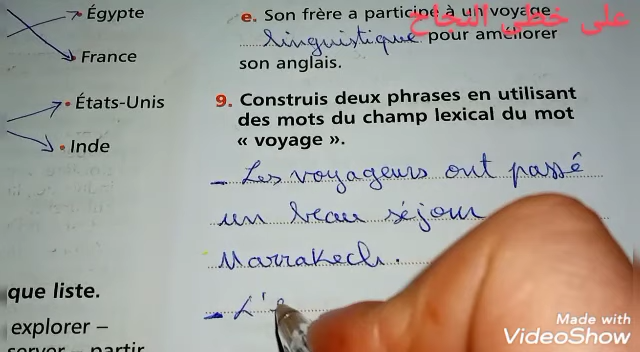 Égypte
France
États-Unis
Inde
que liste.
explorer –
partir
على خطى النجاح
e. Son frère a participé à un voyage
linguistique pour améliorer
son anglais.
9. Construis deux phrases en utilisant
des mots du champ lexical du mot
« voyage ».
- Les voyageurs ont passé
un beau séjour
Marrakech.
- L'
Made with
VideoShow